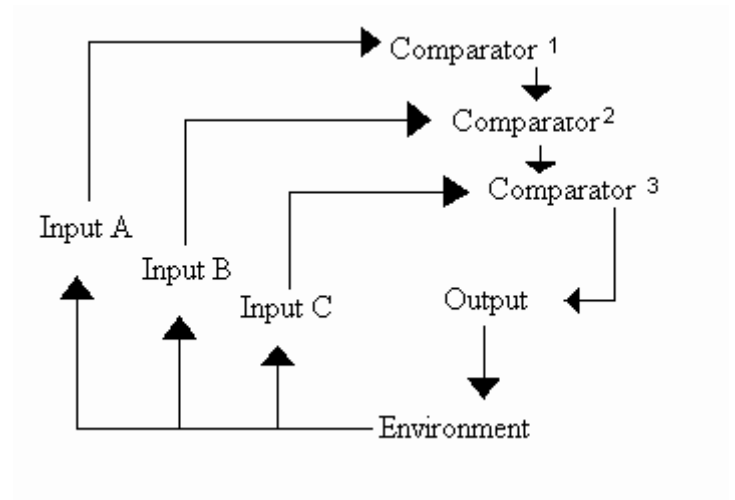 Comparator 1
Comparator 2
Comparator 3
Input A
Input B
Input C
Output
Environment